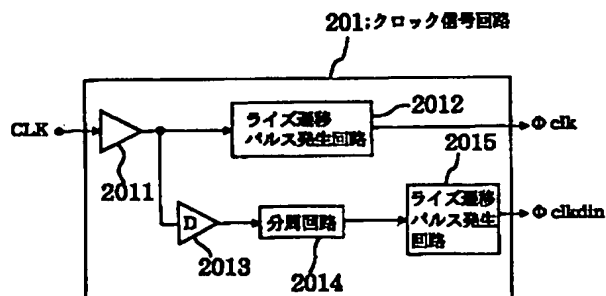 201;クロック信号回路
CLK
2011
ライズ遷移
パルス発生回路
2012
Φclk
D
2013
分周回路
2014
ライズ遷移
パルス発生
回路
2015
Φclkdin